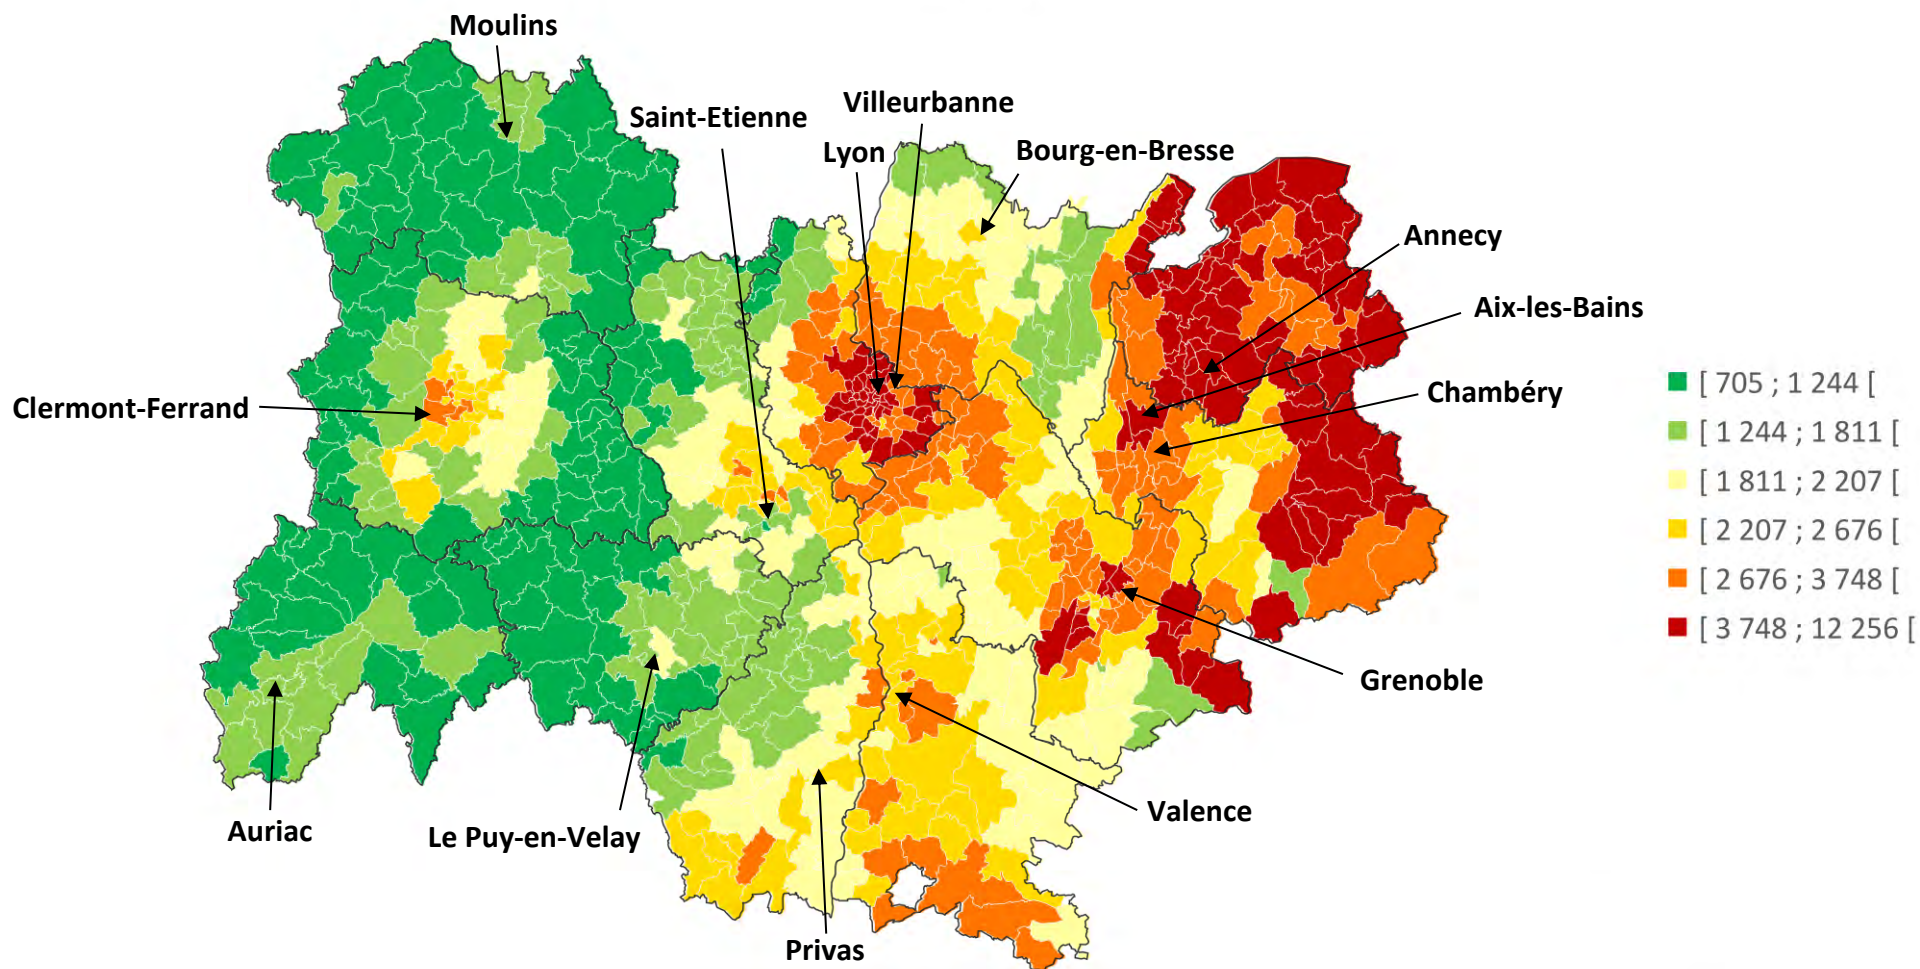 Moulins
Villeurbanne
Saint-Etienne
Lyon
Bourg-en-Bresse
Annecy
Aix-les-Bains
Chambéry
Clermont-Ferrand
[ 705 ; 1 244 [
[ 1 244 ; 1 811 [
[ 1 811 ; 2 207 [
[ 2 207 ; 2 676 [
[ 2 676 ; 3 748 [
[ 3 748 ; 12 256 [
Grenoble
Valence
Auriac
Le Puy-en-Velay
Privas